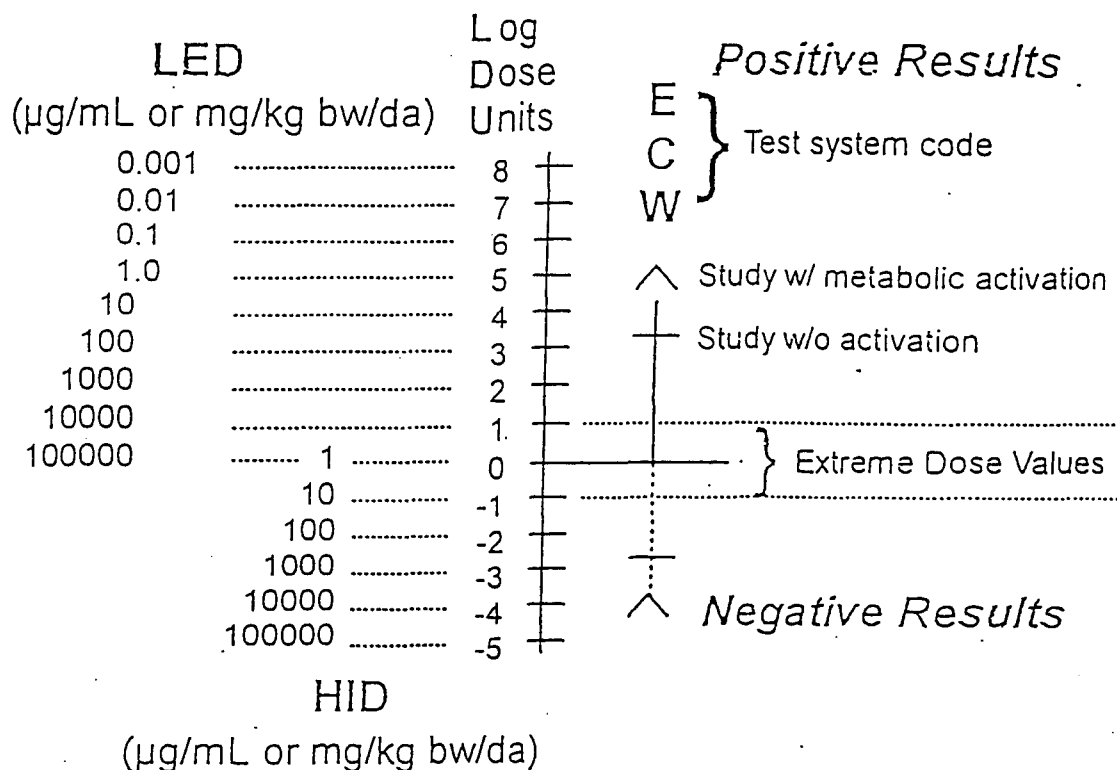 LED
(µg/mL or mg/kg bw/da)
Log
Dose
Units
Positive Results
E
C
W
Test system code
0.001 8
0.01 7
0.1 6
1.0 5
10 4
100 3
1000 2
10000 1
100000 1 0
10 -1
100 -2
1000 -3
10000 -4
100000 -5
Study w/ metabolic activation
Study w/o activation
Extreme Dose Values
Negative Results
HID
(µg/mL or mg/kg bw/da)